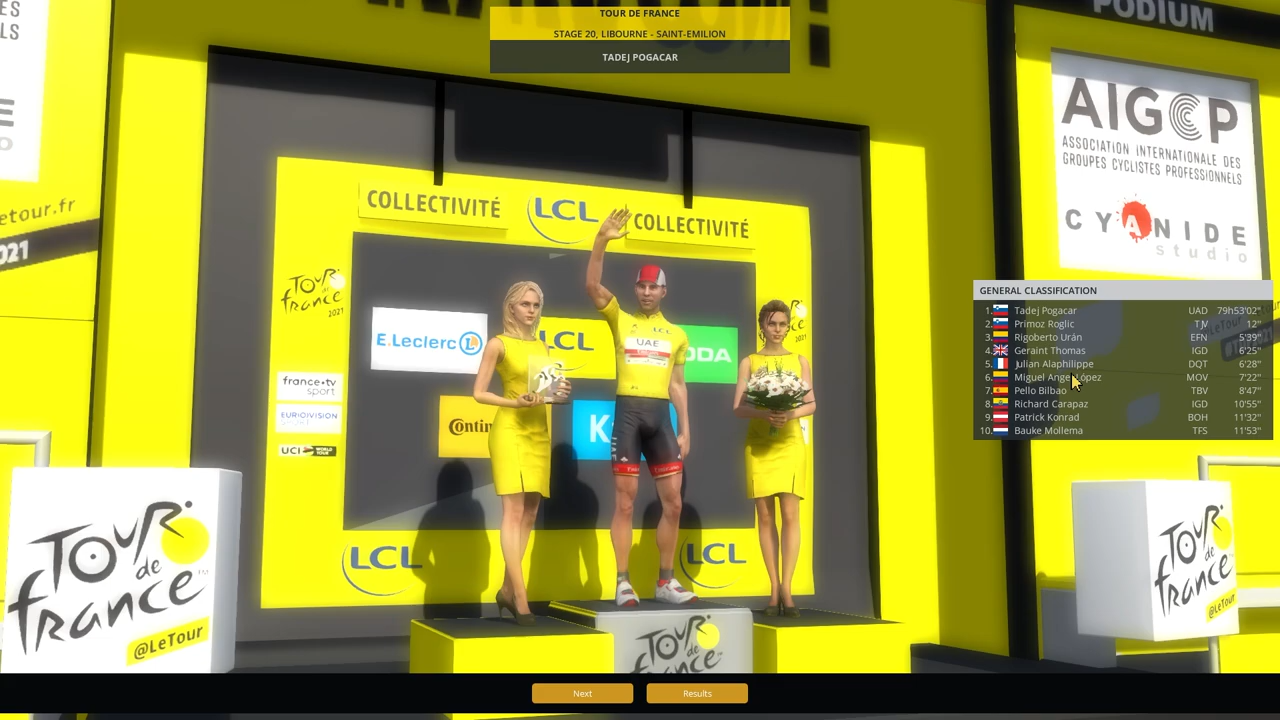 TOUR DE FRANCE
STAGE 20, LIBOURNE - SAINT-EMILION
TADEJ POGACAR
PODIUM
AIGCP
ASSOCIATION INTERNATIONALE DES
GROUPES CYCLISTES PROFESSIONNELS
CYANIDE
studio
letour.fr
2021
COLLECTIVITÉ
LCL
COLLECTIVITÉ
TOUR de france 2021
E.Leclerc L
LCL
france•tv
sport
EUROVISION
SPORT
UCI WORLD TOUR
Contin
K
LCL
UAE
LCL
LCL
GENERAL CLASSIFICATION
1. Tadej Pogacar UAD 79h53'02"
2. Primoz Roglic TJV 12"
3. Rigoberto Urán EFN 5'39"
4. Geraint Thomas IGD 6'25"
5. Julian Alaphilippe DQT 6'28"
6. Miguel Angel López MOV 7'22"
7. Pello Bilbao TBV 8'47"
8. Richard Carapaz IGD 10'55"
9. Patrick Konrad BOH 11'32"
10. Bauke Mollema TFS 11'53"
TOUR
de
france™
@LeTour
TOUR
de
france
TOUR
de
france
@LeTour
Next
Results